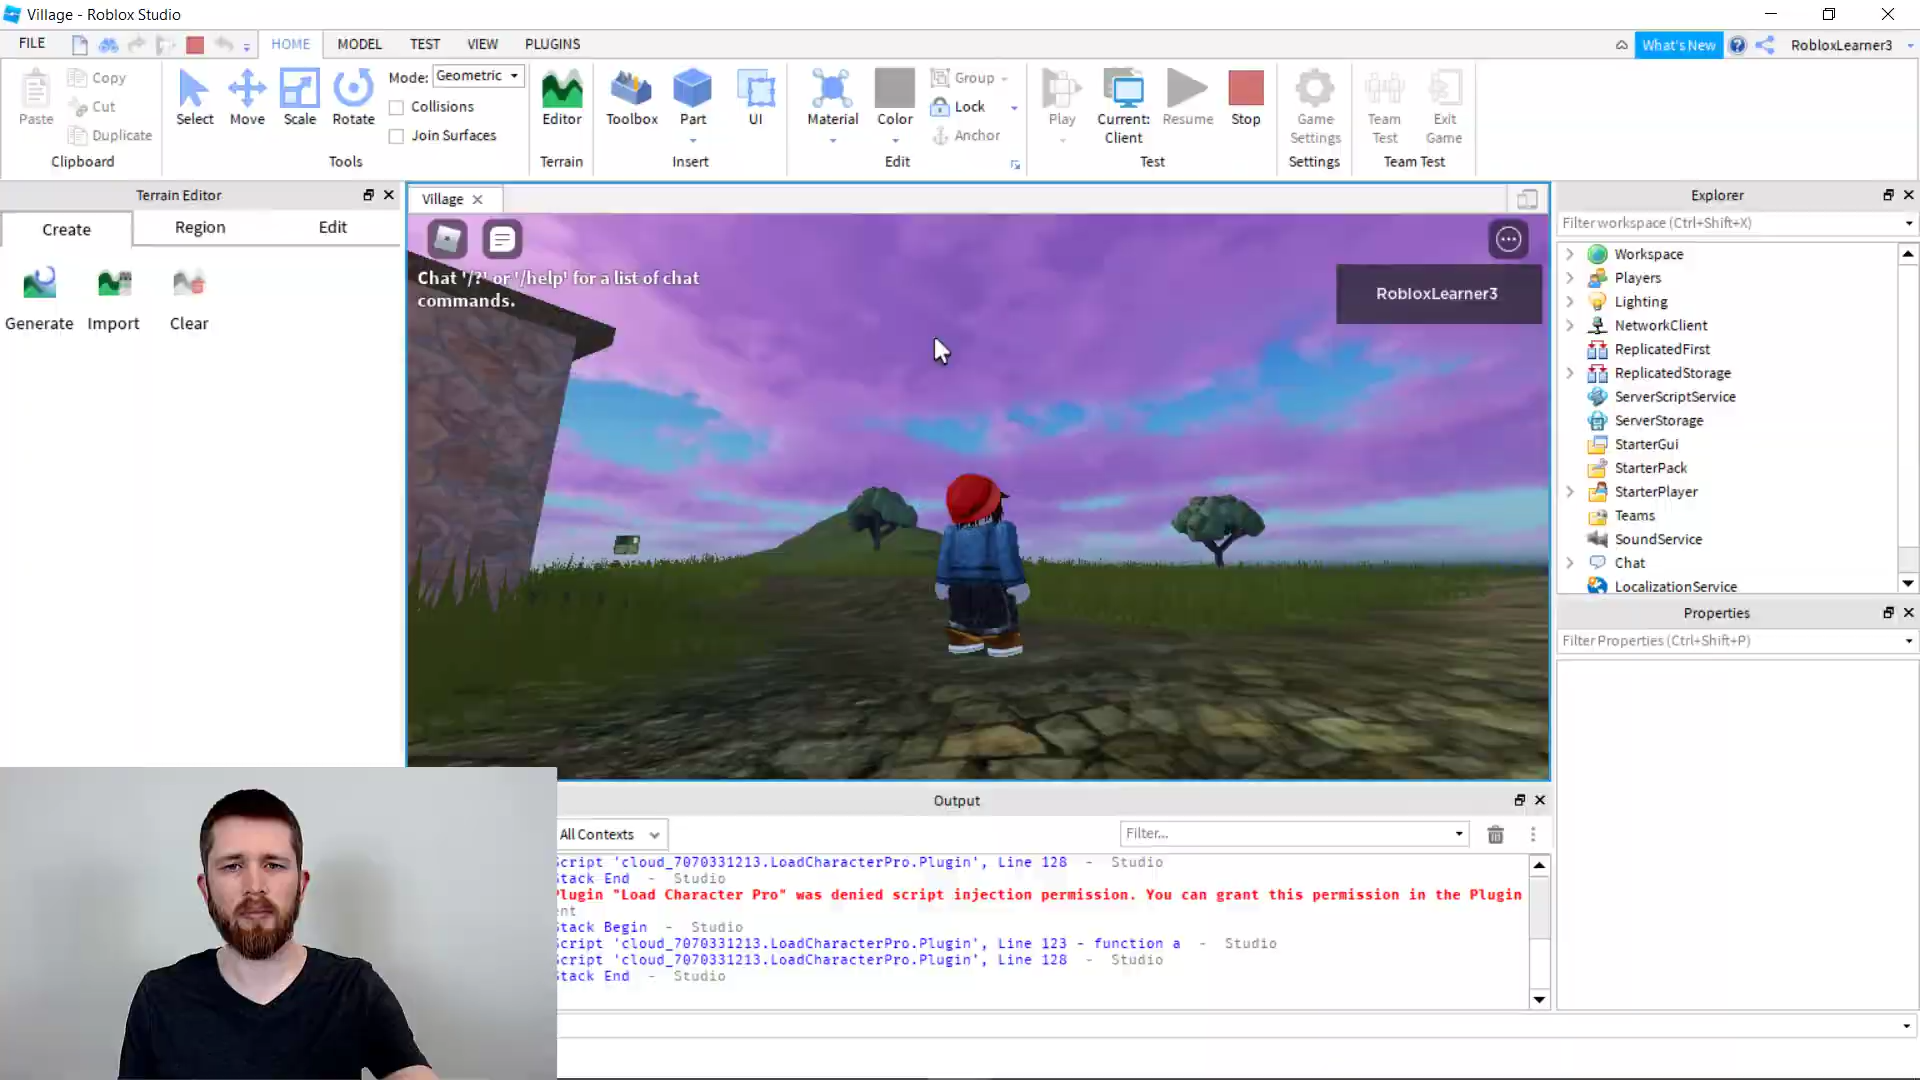 Village - Roblox Studio
FILE
HOME
MODEL
TEST
VIEW
PLUGINS
What's New
RobloxLearner3
Paste
Copy
Cut
Duplicate
Clipboard
Select
Move
Scale
Rotate
Mode:
Geometric
Collisions
Join Surfaces
Tools
Editor
Terrain
Toolbox
Part
UI
Insert
Material
Color
Group
Lock
Anchor
Edit
Play
Current:
Client
Resume
Stop
Test
Game
Settings
Settings
Team
Test
Exit
Game
Team Test
Terrain Editor
Create
Region
Edit
Generate
Import
Clear
Village
Chat '/?' or '/help' for a list of chat
commands.
RobloxLearner3
Explorer
Filter workspace (Ctrl+Shift+X)
Workspace
Players
Lighting
NetworkClient
ReplicatedFirst
ReplicatedStorage
ServerScriptService
ServerStorage
StarterGui
StarterPack
StarterPlayer
Teams
SoundService
Chat
LocalizationService
Properties
Filter Properties (Ctrl+Shift+P)
Output
All Contexts
Filter...
cript 'cloud_7070331213.LoadCharacterPro.Plugin', Line 128 - Studio
tack End - Studio
lugin "Load Character Pro" was denied script injection permission. You can grant this permission in the Plugin
nt
tack Begin - Studio
cript 'cloud_7070331213.LoadCharacterPro.Plugin', Line 123 - function a - Studio
cript 'cloud_7070331213.LoadCharacterPro.Plugin', Line 128 - Studio
tack End - Studio